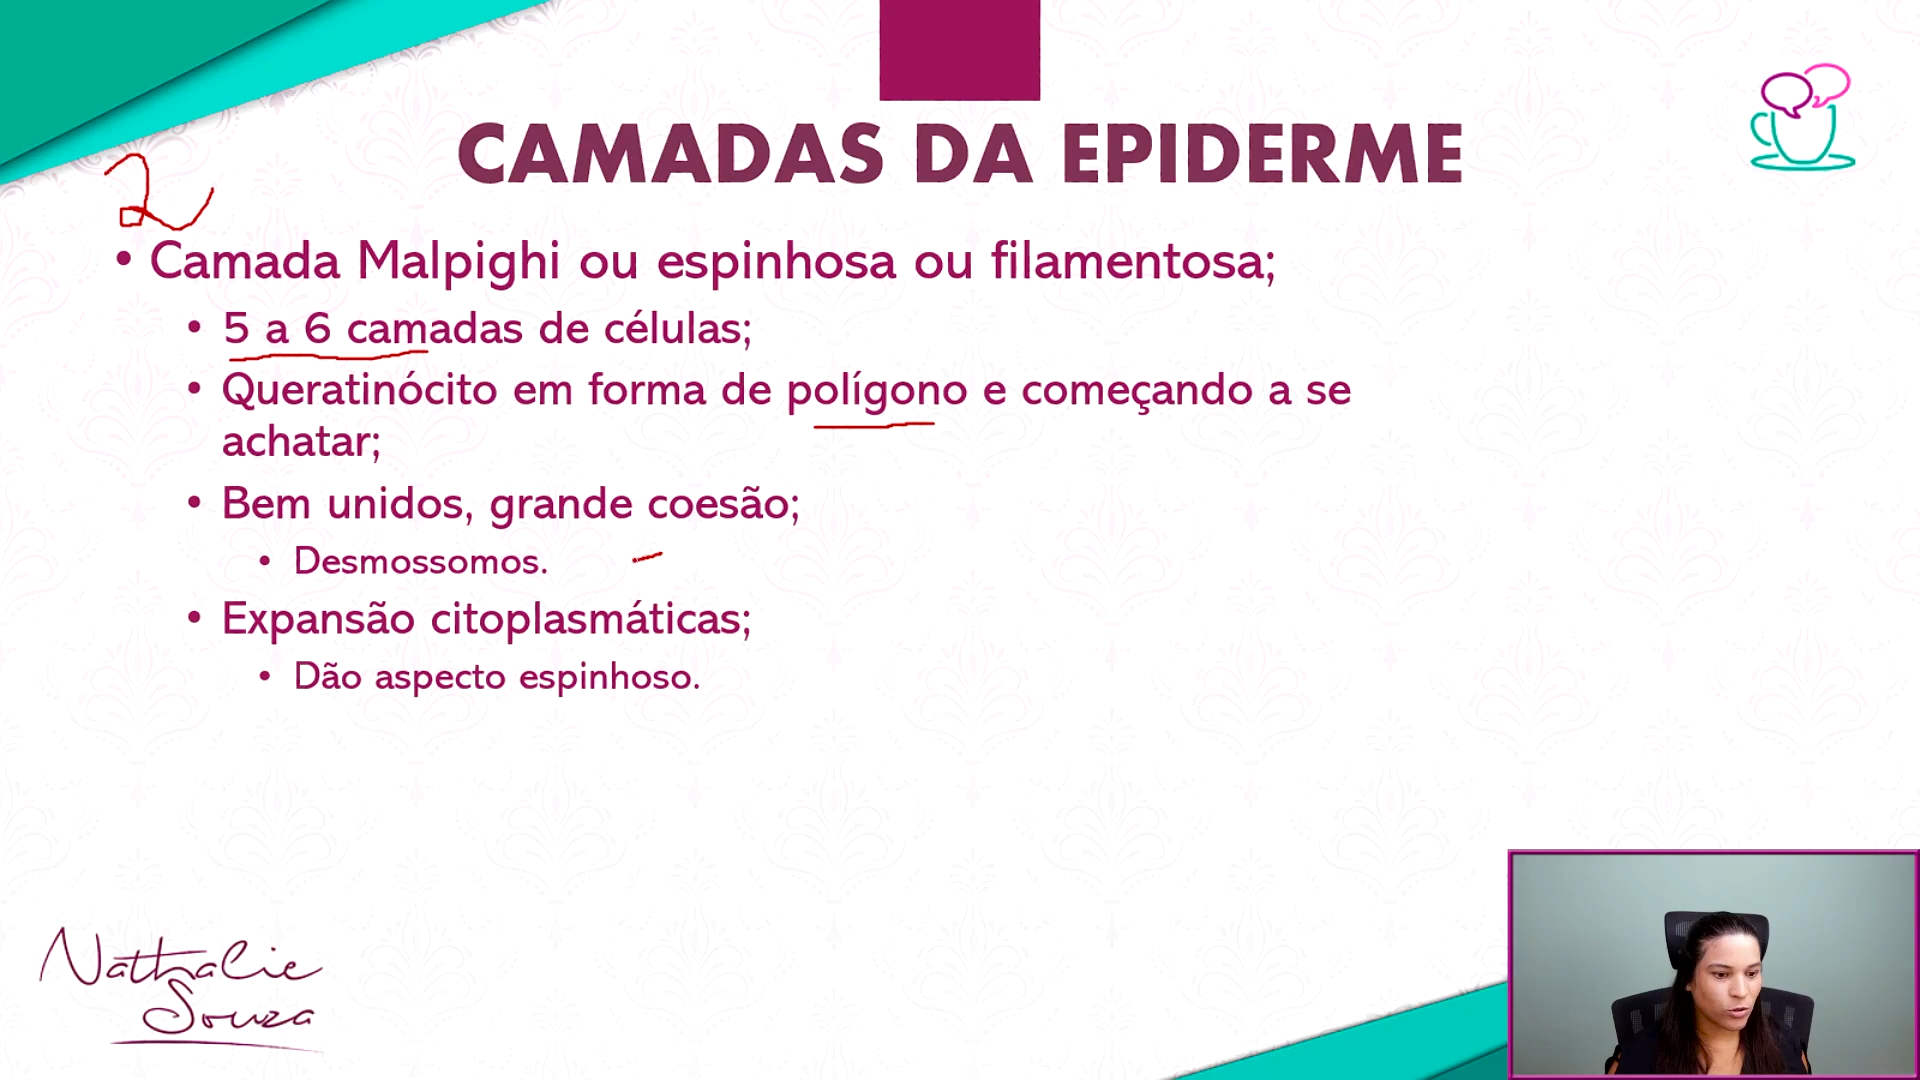 CAMADAS DA EPIDERME
2
• Camada Malpighi ou espinhosa ou filamentosa;
• 5 a 6 camadas de células;
• Queratinócito em forma de polígono e começando a se
achatar;
• Bem unidos, grande coesão;
• Desmossomos.
• Expansão citoplasmáticas;
• Dão aspecto espinhoso.
Nathalie
Souza